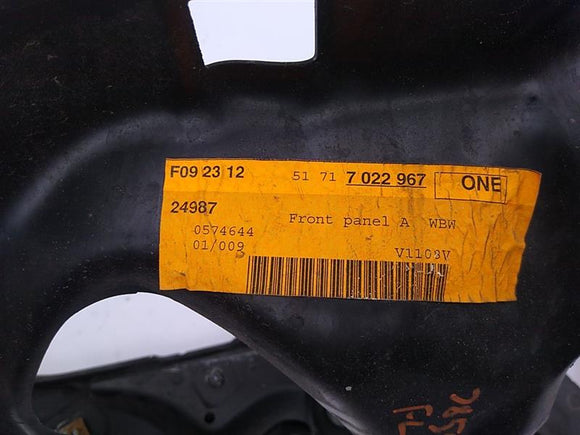 F09 23 12 51 71 7 022 967 ONE
24987 Front panel A WBW
0574644
01/009 V1103V